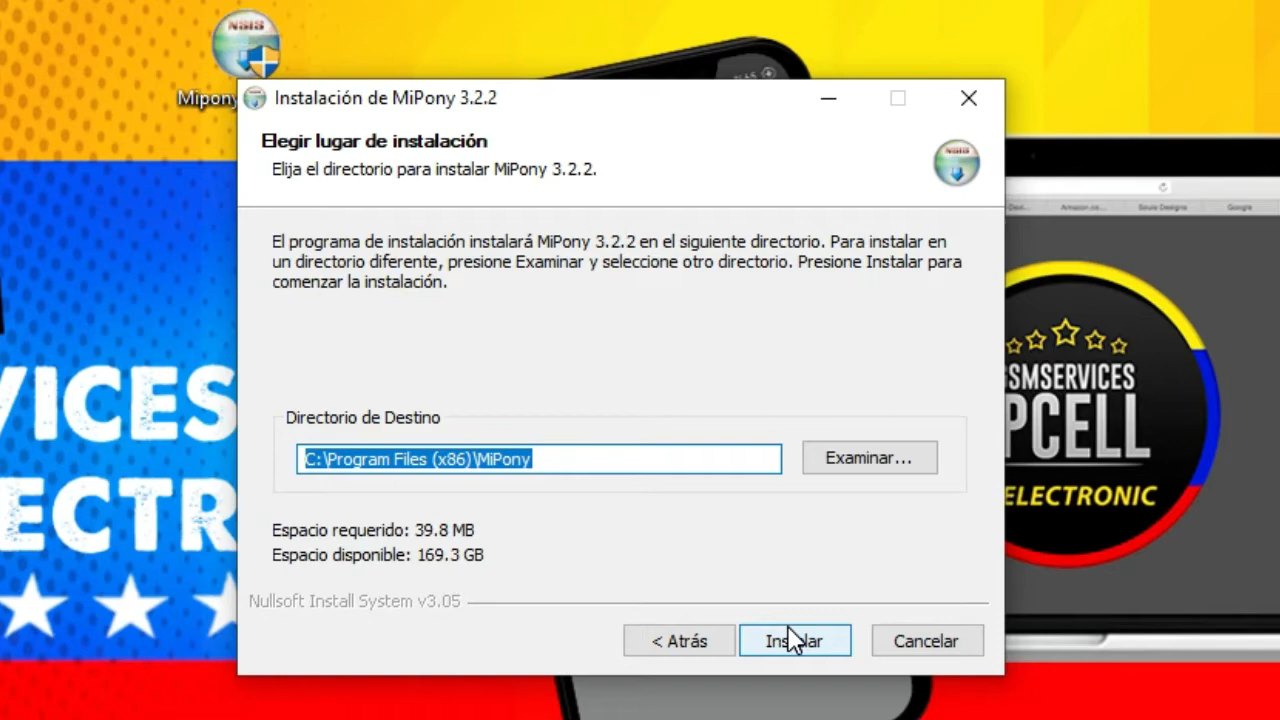 NSIS
Mipony
Instalación de MiPony 3.2.2
Elegir lugar de instalación
Elija el directorio para instalar MiPony 3.2.2.
NSIS
El programa de instalación instalará MiPony 3.2.2 en el siguiente directorio. Para instalar en
un directorio diferente, presione Examinar y seleccione otro directorio. Presione Instalar para
comenzar la instalación.
Directorio de Destino
C:\Program Files (x86)\MiPony
Examinar...
Espacio requerido: 39.8 MB
Espacio disponible: 169.3 GB
Nullsoft Install System v3.05
< Atrás
Instalar
Cancelar
VICES
ECTR
Google
SMSERVICES
PCELL
ELECTRONIC